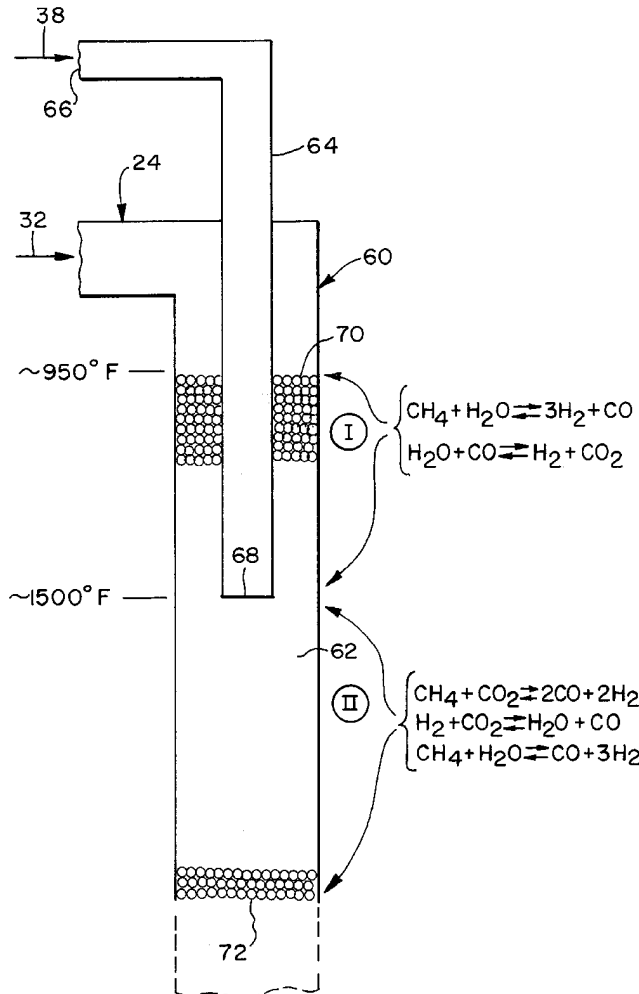 38
66
64
24
32
60
70
~950°F
I
CH₄+H₂O⇌3H₂+CO
H₂O+CO⇌H₂+CO₂
68
~1500°F
62
II
CH₄+CO₂⇌2CO+2H₂
H₂+CO₂⇌H₂O+CO
CH₄+H₂O⇌CO+3H₂
72